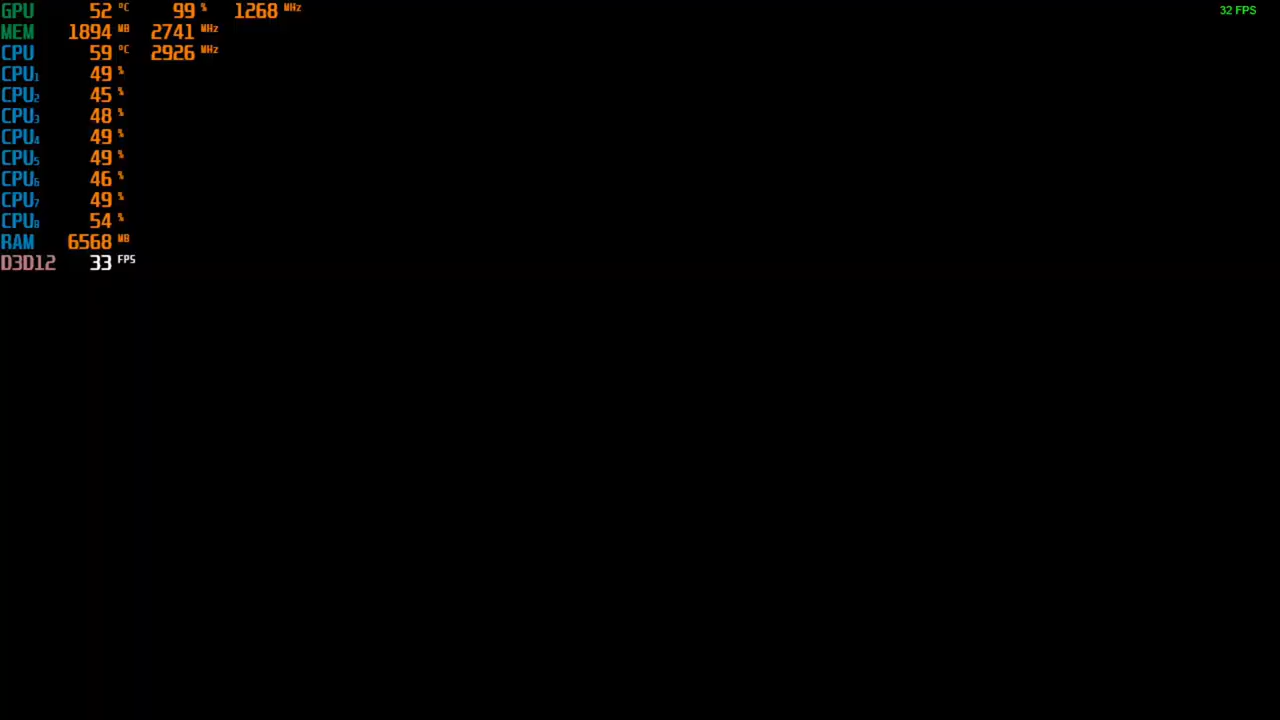 GPU 52 °C 99 % 1268 MHz 32 FPS
MEM 1894 MB 2741 MHz
CPU 59 °C 2926 MHz
CPU1 49 %
CPU2 45 %
CPU3 48 %
CPU4 49 %
CPU5 49 %
CPU6 46 %
CPU7 49 %
CPU8 54 %
RAM 6568 MB
D3D12 33 FPS